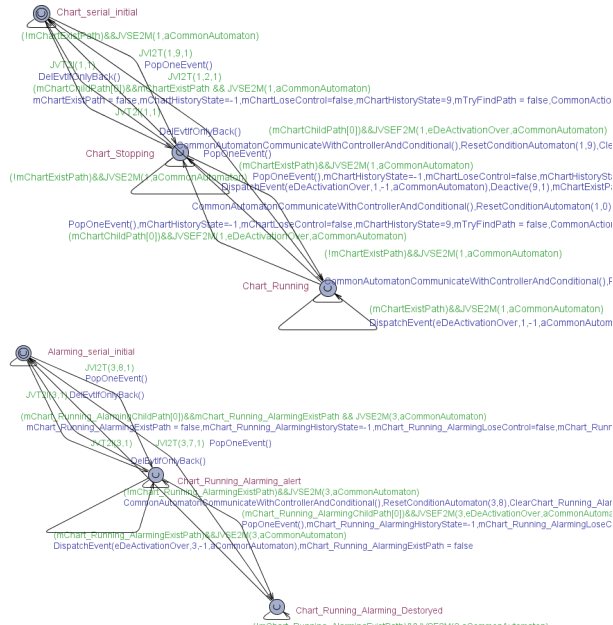 Chart_serial_initial
(!mChartExistPath)&&JVSE2M(1,aCommonAutomaton)
JVI2T(1,9,1)
JVT2I(1,1)
PopOneEvent()
DelEvtIfOnlyBack()
JVI2T(1,2,1)
(mChartChildPath[0])&&mChartExistPath && JVSE2M(1,aCommonAutomaton)
mChartExistPath = false,mChartHistoryState=-1,mChartLoseControl=false,mChartHistoryState=9,mTryFindPath = false,CommonActio
JVT2I(1,1)
DelEvtIfOnlyBack()
(mChartChildPath[0])&&JVSEF2M(1,eDeActivationOver,aCommonAutomaton)
CommonAutomatonCommunicateWithControllerAndConditional(),ResetConditionAutomaton(1,9),Cle
Chart_Stopping
PopOneEvent()
(mChartExistPath)&&JVSE2M(1,aCommonAutomaton)
(!mChartExistPath)&&JVSE2M(1,aCommonAutomaton)
PopOneEvent(),mChartHistoryState=-1,mChartLoseControl=false,mChartHistorySta
DispatchEvent(eDeActivationOver,1,-1,aCommonAutomaton),Deactive(9,1),mChartExistPa
CommonAutomatonCommunicateWithControllerAndConditional(),ResetConditionAutomaton(1,0)
PopOneEvent(),mChartHistoryState=-1,mChartLoseControl=false,mChartHistoryState=9,mTryFindPath = false,CommonAction
(mChartChildPath[0])&&JVSEF2M(1,eDeActivationOver,aCommonAutomaton)
(!mChartExistPath)&&JVSE2M(1,aCommonAutomaton)
CommonAutomatonCommunicateWithControllerAndConditional(),R
Chart_Running
(mChartExistPath)&&JVSE2M(1,aCommonAutomaton)
DispatchEvent(eDeActivationOver,1,-1,aCommonAutom
Alarming_serial_initial
JVI2T(3,8,1)
PopOneEvent()
JVT2I(3,1)
DelEvtIfOnlyBack()
(mChart_Running_AlarmingChildPath[0])&&mChart_Running_AlarmingExistPath && JVSE2M(3,aCommonAutomaton)
mChart_Running_AlarmingExistPath = false,mChart_Running_AlarmingHistoryState=-1,mChart_Running_AlarmingLoseControl=false,mChart_Runn
JVT2I(3,1)
JVI2T(3,7,1)
PopOneEvent()
DelEvtIfOnlyBack()
Chart_Running_Alarming_alert
(!mChart_Running_AlarmingExistPath)&&JVSE2M(3,aCommonAutomaton)
CommonAutomatonCommunicateWithControllerAndConditional(),ResetConditionAutomaton(3,8),ClearChart_Running_Alar
(mChart_Running_AlarmingChildPath[0])&&JVSEF2M(3,eDeActivationOver,aCommonAutoma
PopOneEvent(),mChart_Running_AlarmingHistoryState=-1,mChart_Running_AlarmingLoseC
(mChart_Running_AlarmingExistPath)&&JVSE2M(3,aCommonAutomaton)
DispatchEvent(eDeActivationOver,3,-1,aCommonAutomaton),mChart_Running_AlarmingExistPath = false
Chart_Running_Alarming_Destoryed